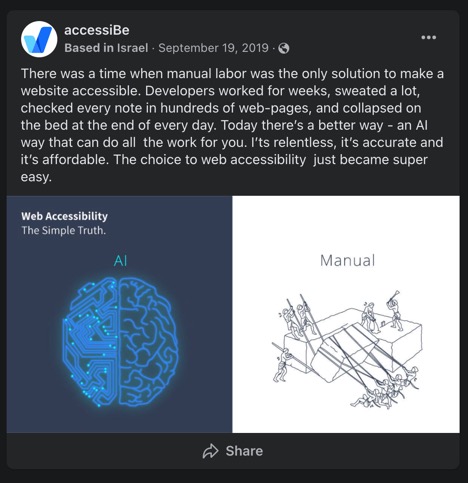 accessiBe
Based in Israel · September 19, 2019 ·
There was a time when manual labor was the only solution to make a
website accessible. Developers worked for weeks, sweated a lot,
checked every note in hundreds of web-pages, and collapsed on
the bed at the end of every day. Today there's a better way - an AI
way that can do all  the work for you. I'ts relentless, it's accurate and
it's affordable. The choice to web accessibility  just became super
easy.
Web Accessibility
The Simple Truth.
AI
Manual
Share